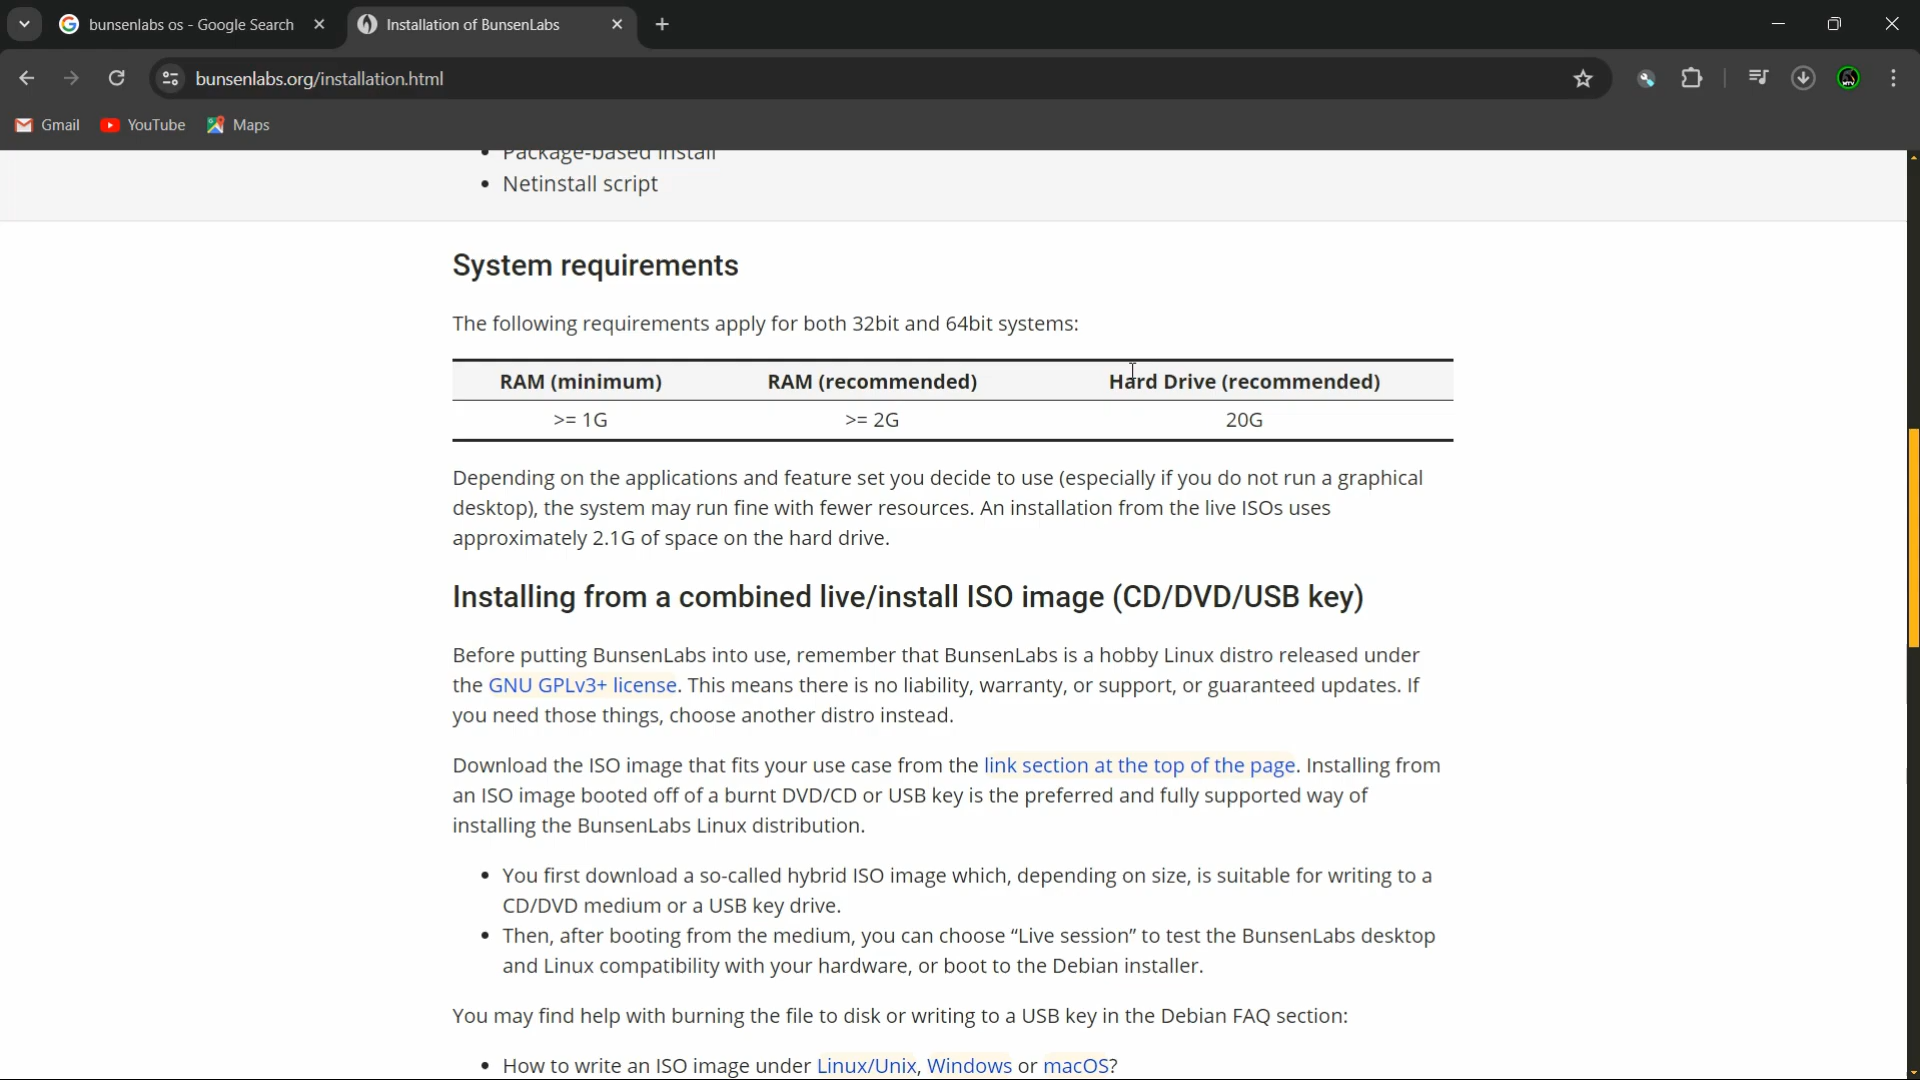 bunsenlabs os - Google Search
Installation of BunsenLabs
bunsenlabs.org/installation.html
Gmail YouTube Maps
Package-based install
Netinstall script
System requirements
The following requirements apply for both 32bit and 64bit systems:
RAM (minimum) RAM (recommended) Hard Drive (recommended)
>= 1G >= 2G 20G
Depending on the applications and feature set you decide to use (especially if you do not run a graphical
desktop), the system may run fine with fewer resources. An installation from the live ISOs uses
approximately 2.1G of space on the hard drive.
Installing from a combined live/install ISO image (CD/DVD/USB key)
Before putting BunsenLabs into use, remember that BunsenLabs is a hobby Linux distro released under
the GNU GPLv3+ license. This means there is no liability, warranty, or support, or guaranteed updates. If
you need those things, choose another distro instead.
Download the ISO image that fits your use case from the link section at the top of the page. Installing from
an ISO image booted off of a burnt DVD/CD or USB key is the preferred and fully supported way of
installing the BunsenLabs Linux distribution.
You first download a so-called hybrid ISO image which, depending on size, is suitable for writing to a
CD/DVD medium or a USB key drive.
Then, after booting from the medium, you can choose “Live session” to test the BunsenLabs desktop
and Linux compatibility with your hardware, or boot to the Debian installer.
You may find help with burning the file to disk or writing to a USB key in the Debian FAQ section:
How to write an ISO image under Linux/Unix, Windows or macOS?